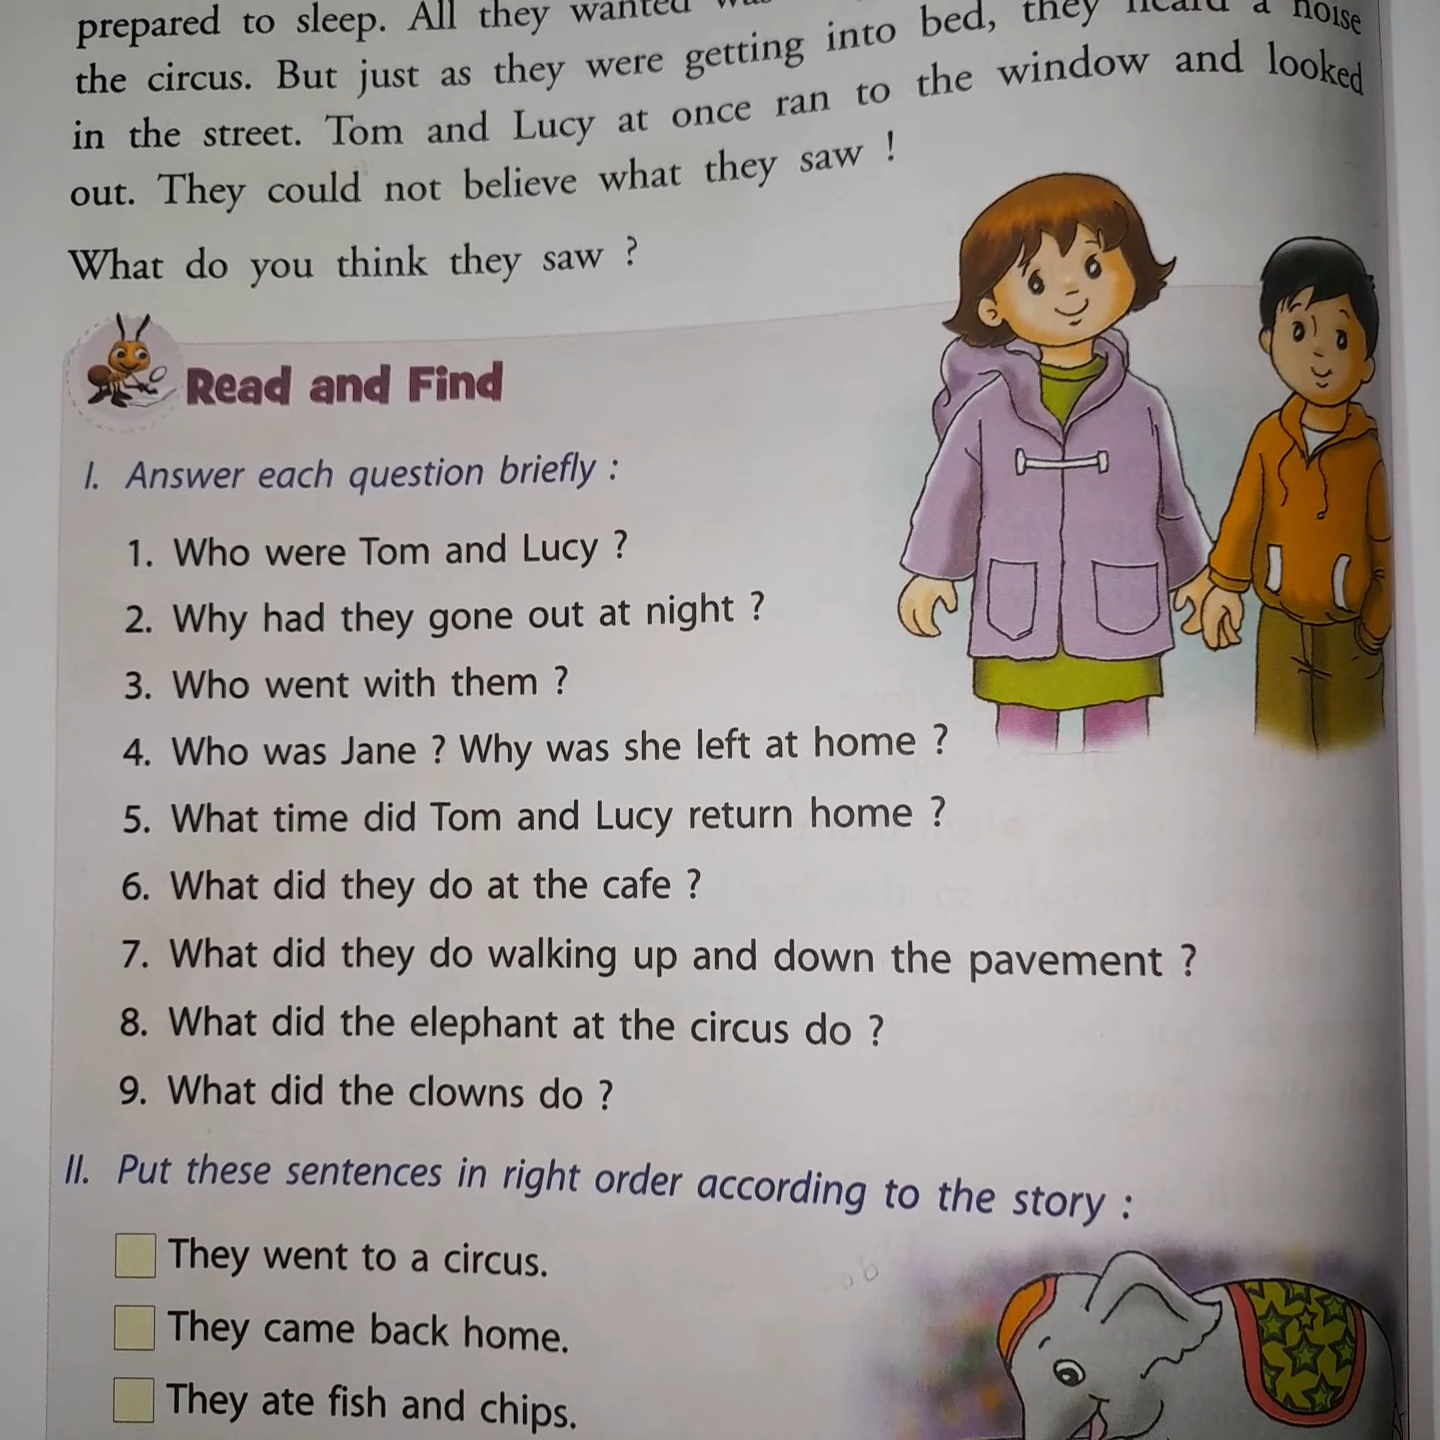 prepared to sleep. All they wanted
the circus. But just as they were getting into bed, they heard a noise
in the street. Tom and Lucy at once ran to the window and looked
out. They could not believe what they saw !
What do you think they saw ?
Read and Find
I. Answer each question briefly :
1. Who were Tom and Lucy ?
2. Why had they gone out at night ?
3. Who went with them ?
4. Who was Jane ? Why was she left at home ?
5. What time did Tom and Lucy return home ?
6. What did they do at the cafe ?
7. What did they do walking up and down the pavement ?
8. What did the elephant at the circus do ?
9. What did the clowns do ?
II. Put these sentences in right order according to the story :
They went to a circus.
They came back home.
They ate fish and chips.